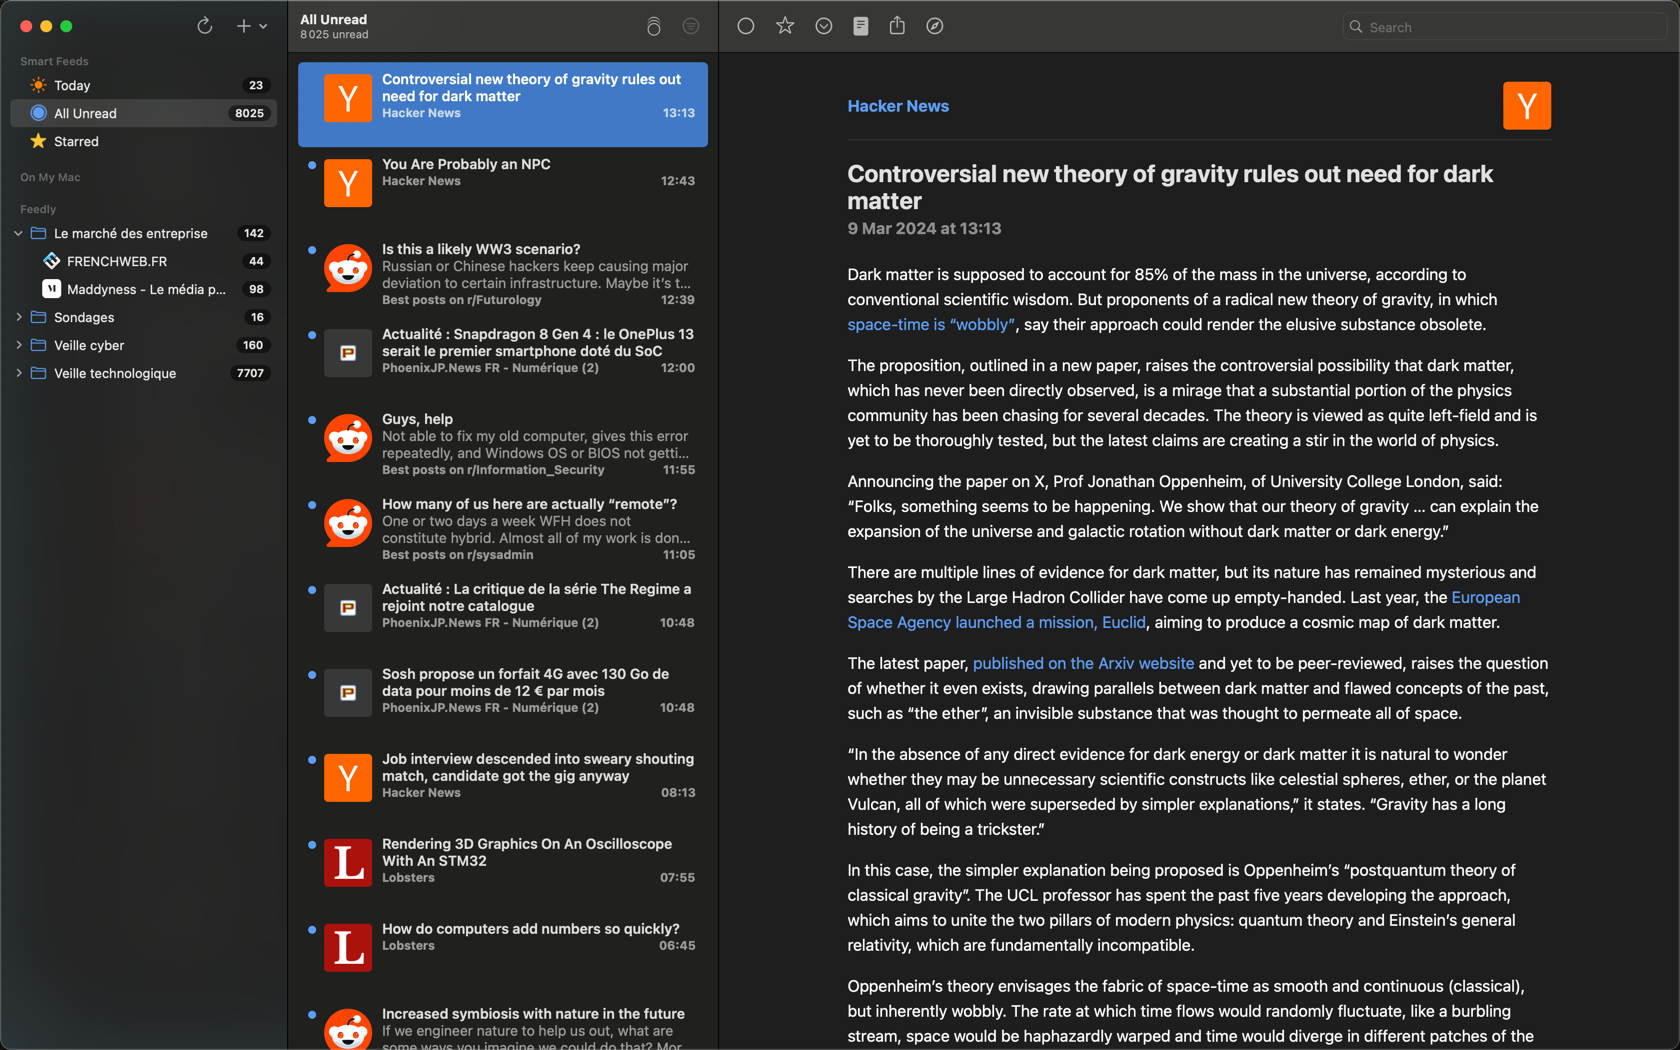 Smart Feeds
Today 23
All Unread 8025
Starred
On My Mac
Feedly
Le marché des entreprise 142
FRENCHWEB.FR 44
Maddyness - Le média p... 98
Sondages 16
Veille cyber 160
Veille technologique 7707
All Unread
8 025 unread
Controversial new theory of gravity rules out
need for dark matter
Hacker News 13:13
You Are Probably an NPC
Hacker News 12:43
Is this a likely WW3 scenario?
Russian or Chinese hackers keep causing major
deviation to certain infrastructure. Maybe it’s t...
Best posts on r/Futurology 12:39
Actualité : Snapdragon 8 Gen 4 : le OnePlus 13
serait le premier smartphone doté du SoC
PhoenixJP.News FR - Numérique (2) 12:00
Guys, help
Not able to fix my old computer, gives this error
repeatedly, and Windows OS or BIOS not getti...
Best posts on r/Information_Security 11:55
How many of us here are actually “remote”?
One or two days a week WFH does not
constitute hybrid. Almost all of my work is don...
Best posts on r/sysadmin 11:05
Actualité : La critique de la série The Regime a
rejoint notre catalogue
PhoenixJP.News FR - Numérique (2) 10:48
Sosh propose un forfait 4G avec 130 Go de
data pour moins de 12 € par mois
PhoenixJP.News FR - Numérique (2) 10:48
Job interview descended into sweary shouting
match, candidate got the gig anyway
Hacker News 08:13
Rendering 3D Graphics On An Oscilloscope
With An STM32
Lobsters 07:55
How do computers add numbers so quickly?
Lobsters 06:45
Increased symbiosis with nature in the future
If we engineer nature to help us out, what are
some ways you imagine we could do that? Mor
Search
Hacker News
Y
Controversial new theory of gravity rules out need for dark
matter
9 Mar 2024 at 13:13
Dark matter is supposed to account for 85% of the mass in the universe, according to
conventional scientific wisdom. But proponents of a radical new theory of gravity, in which
space-time is “wobbly”, say their approach could render the elusive substance obsolete.
The proposition, outlined in a new paper, raises the controversial possibility that dark matter,
which has never been directly observed, is a mirage that a substantial portion of the physics
community has been chasing for several decades. The theory is viewed as quite left-field and is
yet to be thoroughly tested, but the latest claims are creating a stir in the world of physics.
Announcing the paper on X, Prof Jonathan Oppenheim, of University College London, said:
“Folks, something seems to be happening. We show that our theory of gravity ... can explain the
expansion of the universe and galactic rotation without dark matter or dark energy.”
There are multiple lines of evidence for dark matter, but its nature has remained mysterious and
searches by the Large Hadron Collider have come up empty-handed. Last year, the European
Space Agency launched a mission, Euclid, aiming to produce a cosmic map of dark matter.
The latest paper, published on the Arxiv website and yet to be peer-reviewed, raises the question
of whether it even exists, drawing parallels between dark matter and flawed concepts of the past,
such as “the ether”, an invisible substance that was thought to permeate all of space.
“In the absence of any direct evidence for dark energy or dark matter it is natural to wonder
whether they may be unnecessary scientific constructs like celestial spheres, ether, or the planet
Vulcan, all of which were superseded by simpler explanations,” it states. “Gravity has a long
history of being a trickster.”
In this case, the simpler explanation being proposed is Oppenheim’s “postquantum theory of
classical gravity”. The UCL professor has spent the past five years developing the approach,
which aims to unite the two pillars of modern physics: quantum theory and Einstein’s general
relativity, which are fundamentally incompatible.
Oppenheim’s theory envisages the fabric of space-time as smooth and continuous (classical),
but inherently wobbly. The rate at which time flows would randomly fluctuate, like a burbling
stream, space would be haphazardly warped and time would diverge in different patches of the